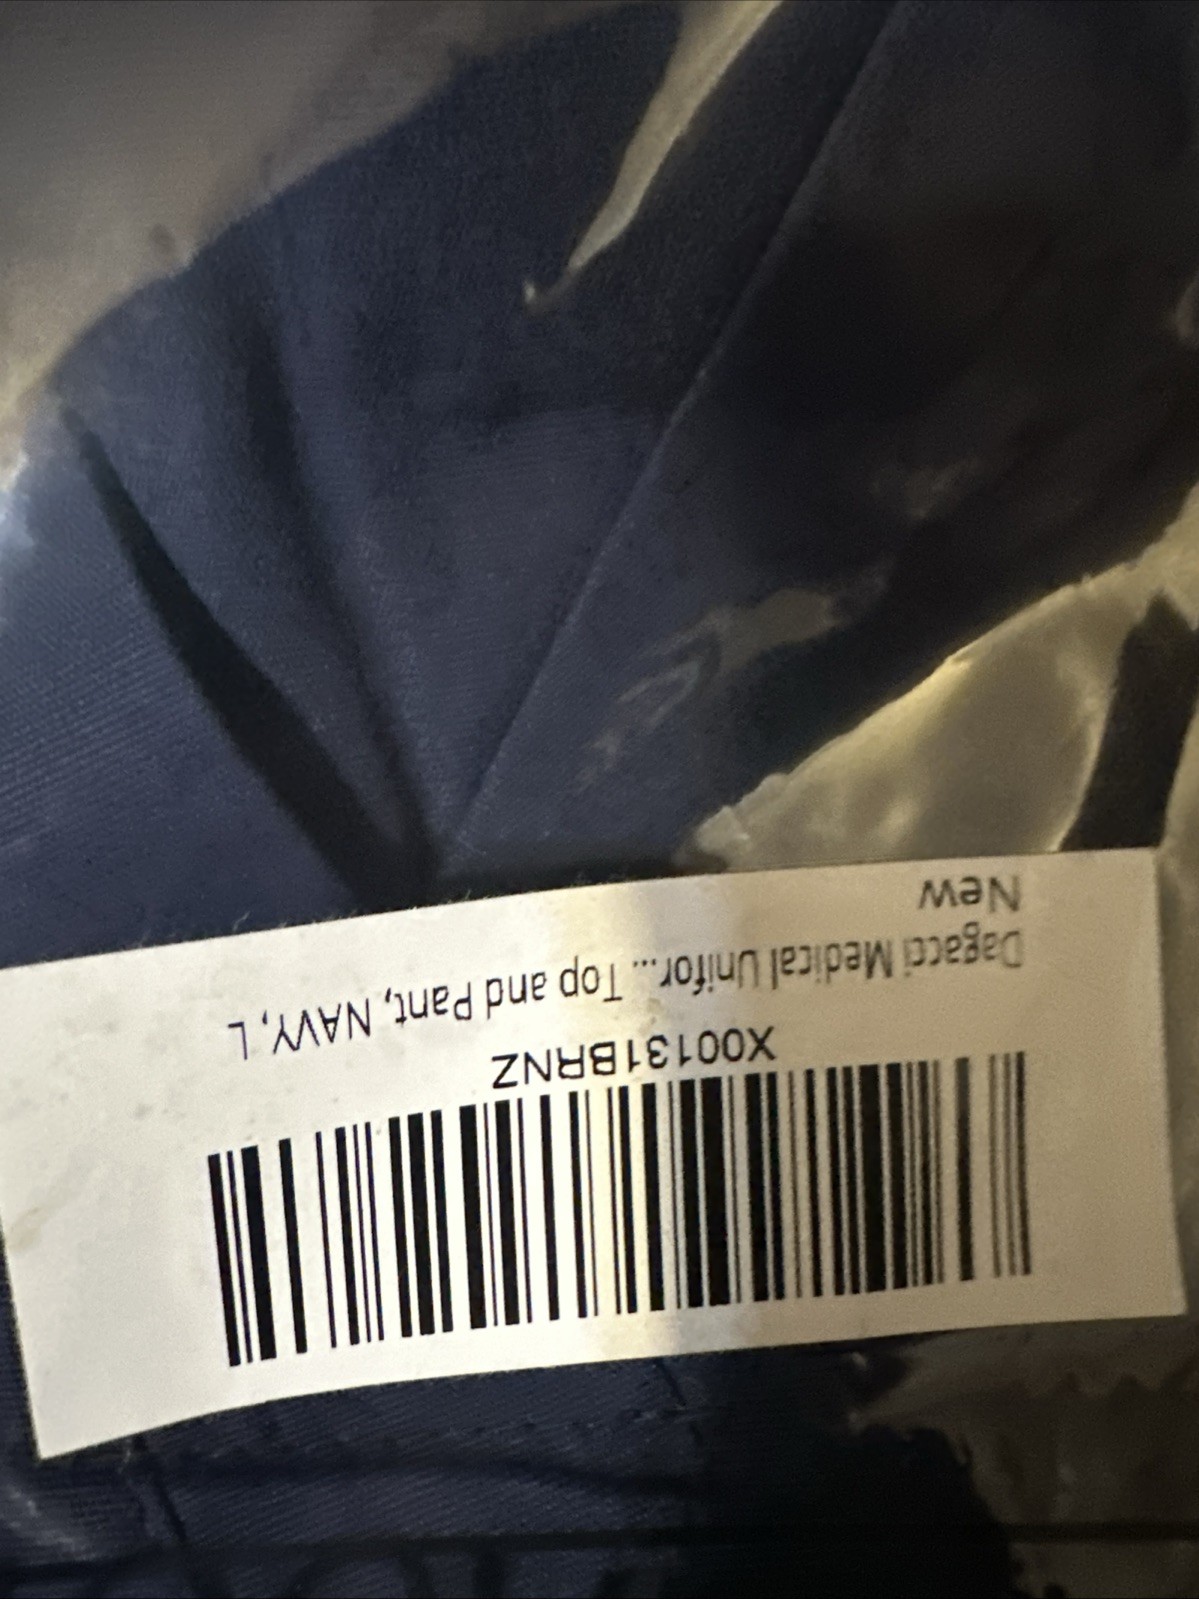 X00131BRNZ
Dagacci Medical Unifor... Top and Pant, NAVY, L
New